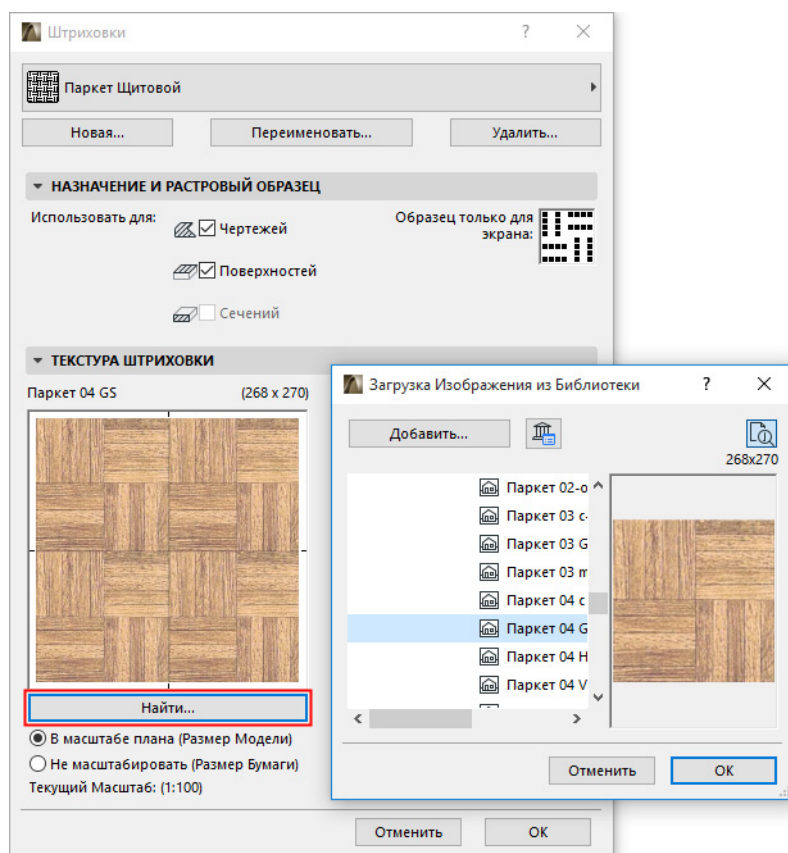 Штриховки
?
Паркет Щитовой
Новая...
Переименовать...
Удалить...
НАЗНАЧЕНИЕ И РАСТРОВЫЙ ОБРАЗЕЦ
Использовать для:
Чертежей
Поверхностей
Сечений
Образец только для
экрана:
ТЕКСТУРА ШТРИХОВКИ
Паркет 04 GS
(268 x 270)
Найти...
В масштабе плана (Размер Модели)
Не масштабировать (Размер Бумаги)
Текущий Масштаб: (1:100)
Отменить
ОК
Загрузка Изображения из Библиотеки
?
Добавить...
268x270
Паркет 02-о
Паркет 03 c-
Паркет 03 G
Паркет 03 m
Паркет 04 c
Паркет 04 G
Паркет 04 H
Паркет 04 V
Отменить
ОК